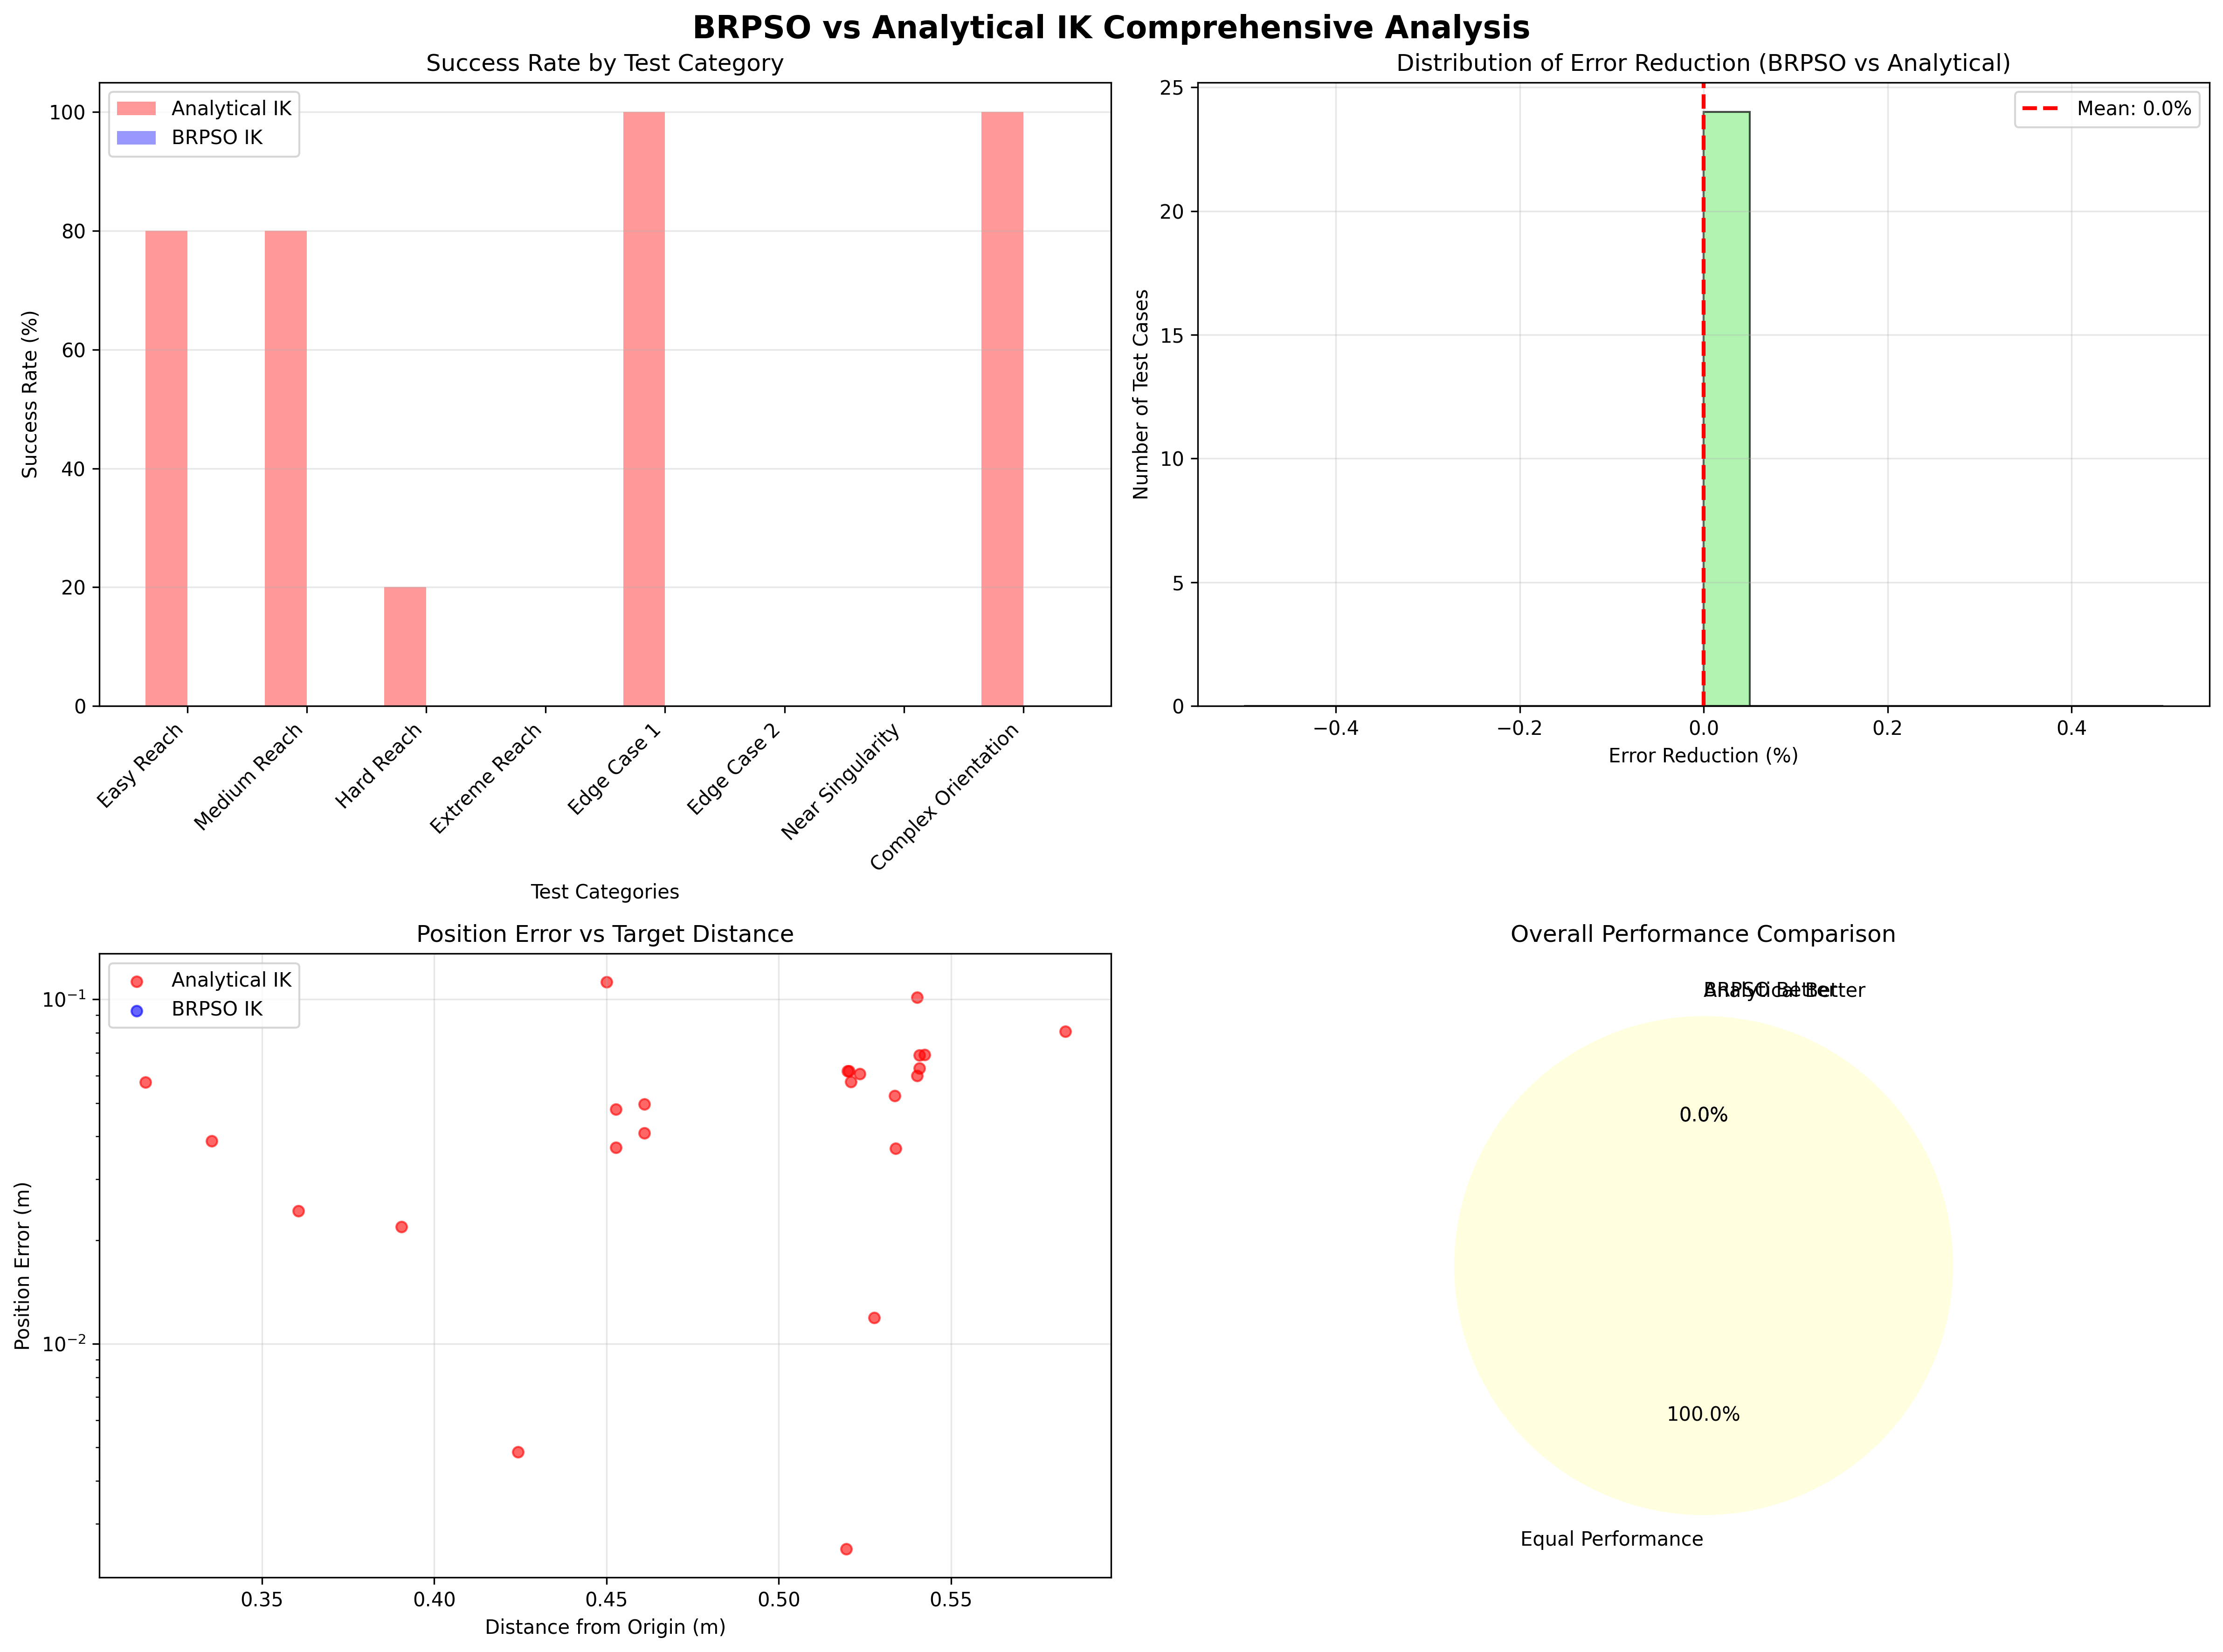 BRPSO vs Analytical IK Comprehensive Analysis
Success Rate by Test Category
Success Rate (%)
100
80
60
40
20
0
Analytical IK
BRPSO IK
Easy Reach
Medium Reach
Hard Reach
Extreme Reach
Edge Case 1
Edge Case 2
Near Singularity
Complex Orientation
Test Categories
Distribution of Error Reduction (BRPSO vs Analytical)
Number of Test Cases
25
20
15
10
5
0
Mean: 0.0%
−0.4
−0.2
0.0
0.2
0.4
Error Reduction (%)
Position Error vs Target Distance
Position Error (m)
10⁻¹
10⁻²
Analytical IK
BRPSO IK
0.35
0.40
0.45
0.50
0.55
Distance from Origin (m)
Overall Performance Comparison
BRPSO Better
Analytical Better
0.0%
100.0%
Equal Performance